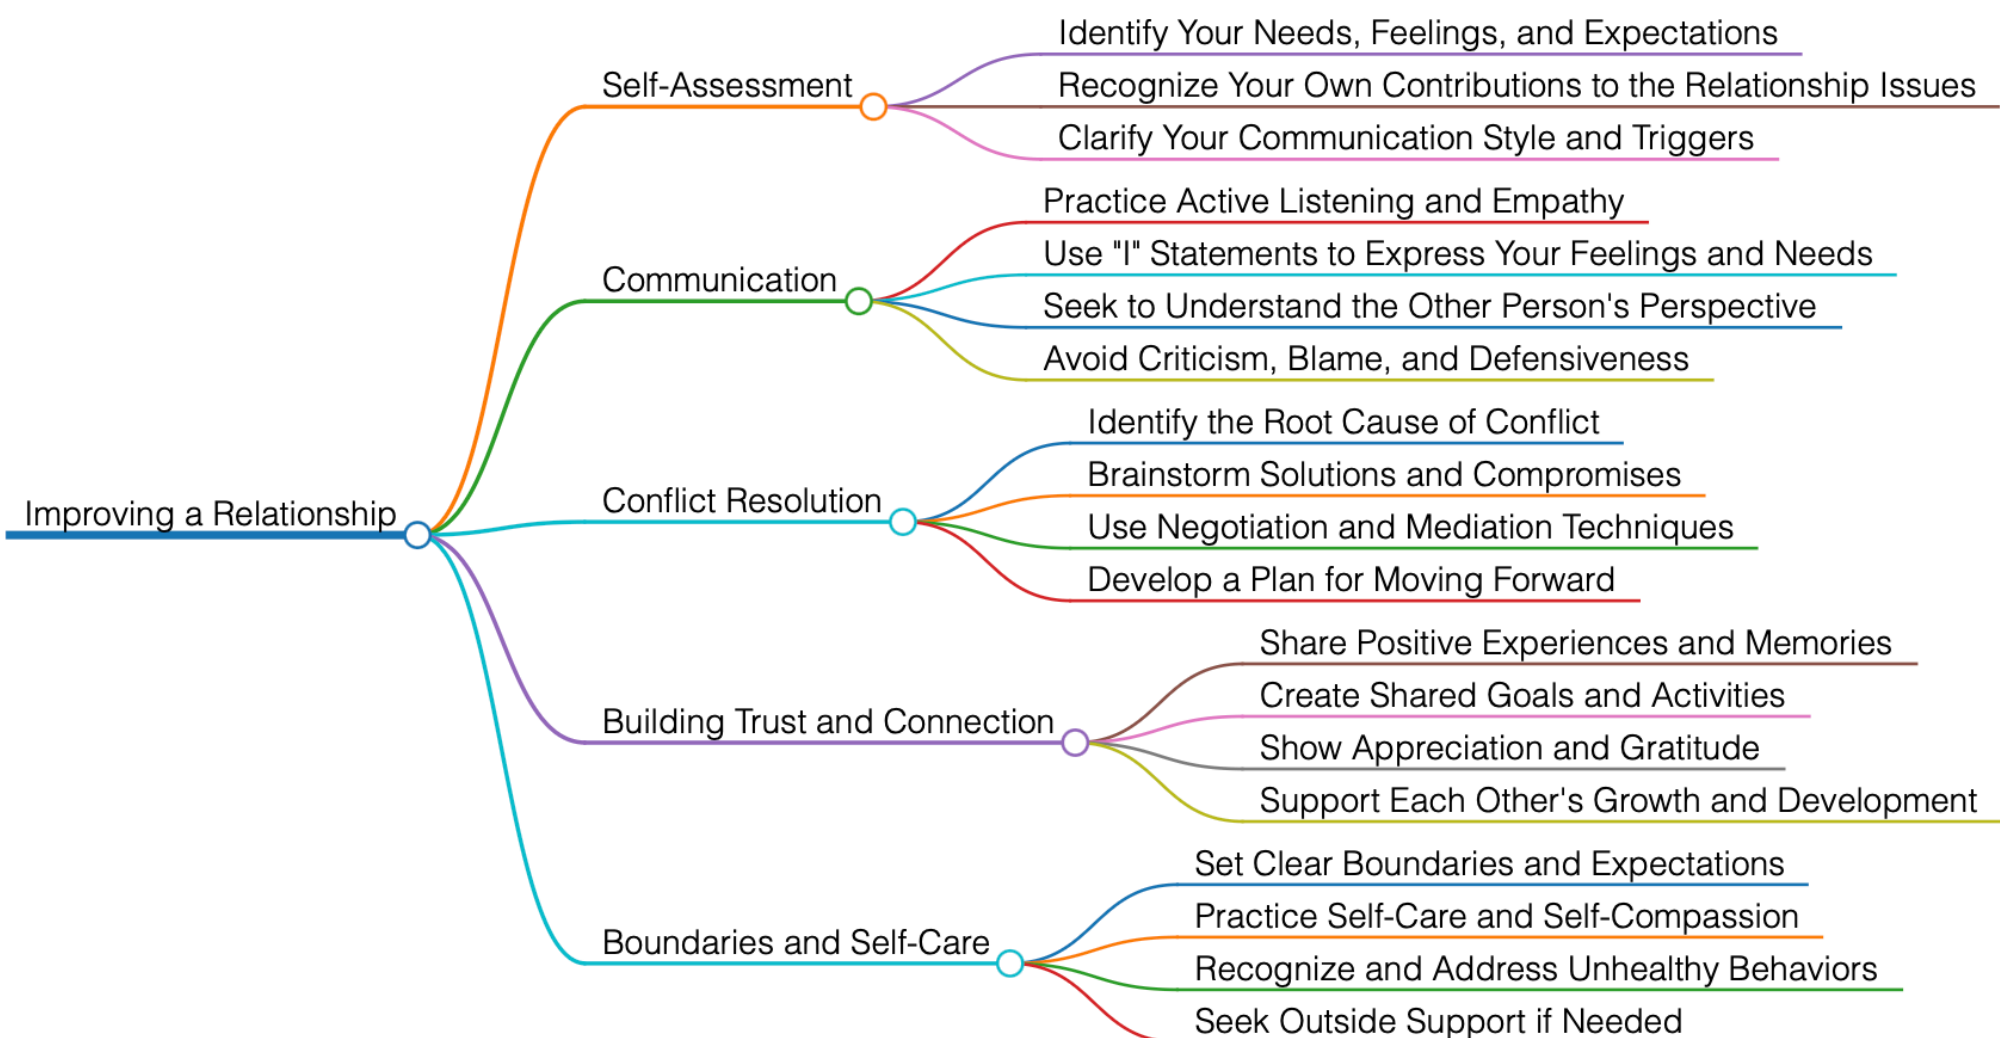 Improving a Relationship
Self-Assessment
Identify Your Needs, Feelings, and Expectations
Recognize Your Own Contributions to the Relationship Issues
Clarify Your Communication Style and Triggers
Communication
Practice Active Listening and Empathy
Use "I" Statements to Express Your Feelings and Needs
Seek to Understand the Other Person's Perspective
Avoid Criticism, Blame, and Defensiveness
Conflict Resolution
Identify the Root Cause of Conflict
Brainstorm Solutions and Compromises
Use Negotiation and Mediation Techniques
Develop a Plan for Moving Forward
Building Trust and Connection
Share Positive Experiences and Memories
Create Shared Goals and Activities
Show Appreciation and Gratitude
Support Each Other's Growth and Development
Boundaries and Self-Care
Set Clear Boundaries and Expectations
Practice Self-Care and Self-Compassion
Recognize and Address Unhealthy Behaviors
Seek Outside Support if Needed